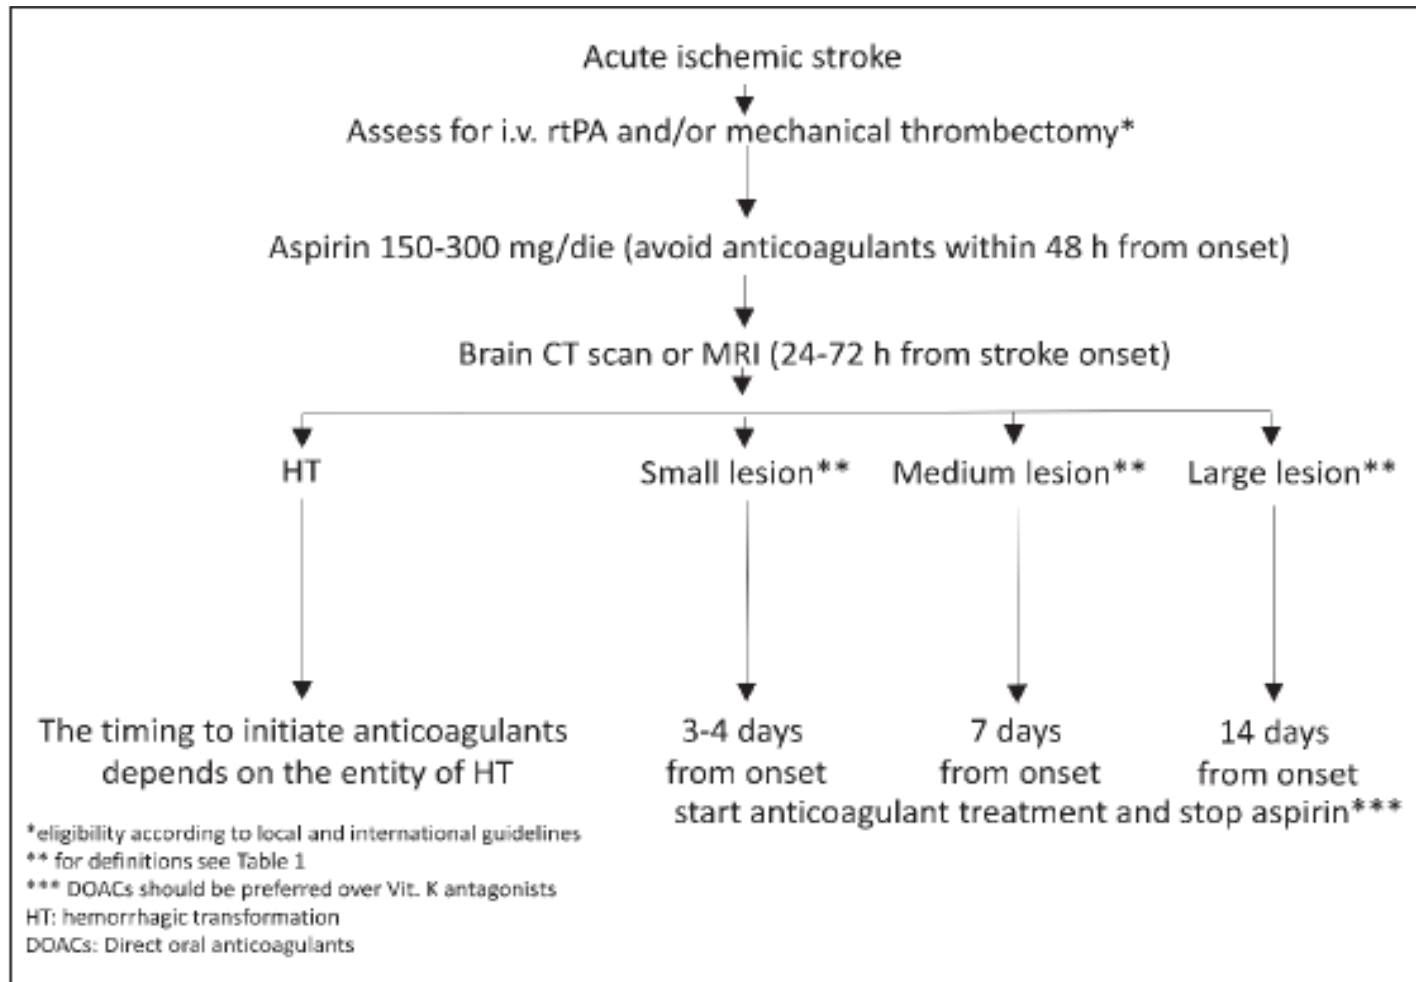 Acute ischemic stroke
Assess for i.v. rtPA and/or mechanical thrombectomy*
Aspirin 150-300 mg/die (avoid anticoagulants within 48 h from onset)
Brain CT scan or MRI (24-72 h from stroke onset)
HT
Small lesion**
Medium lesion**
Large lesion**
The timing to initiate anticoagulants
depends on the entity of HT
3-4 days
from onset
7 days
from onset
14 days
from onset
start anticoagulant treatment and stop aspirin***
*eligibility according to local and international guidelines
** for definitions see Table 1
*** DOACs should be preferred over Vit. K antagonists
HT: hemorrhagic transformation
DOACs: Direct oral anticoagulants